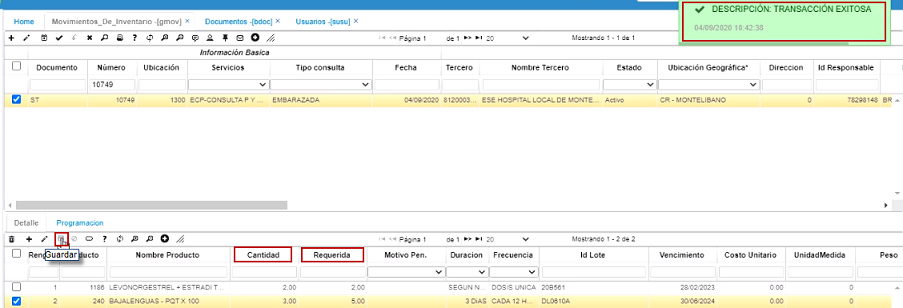 Home Movimientos_De_Inventario -[gmov] × Documentos -[bdoc] × Usuarios -[susu] ×
DESCRIPCIÓN: TRANSACCIÓN EXITOSA
04/09/2020 10:42:38
Página 1 de 1 20 Mostrando 1 - 1 de 1
Información Basica
Documento Número Ubicación Servicios Tipo consulta Fecha Tercero Nombre Tercero Estado Ubicación Geográfica* Direccion Id Responsable
10749
ST 10749 1300 ECP-CONSULTA P Y ... EMBARAZADA 04/09/2020 8120003... ESE HOSPITAL LOCAL DE MONTE... Activo CR - MONTELIBANO 0 78298148 BR
Detalle Programacion
Página 1 de 1 20 Mostrando 1 - 2 de 2
Guardar
Reng ducto Nombre Producto Cantidad Requerida Motivo Pen. Duracion Frecuencia Id Lote Vencimiento Costo Unitario UnidadMedida Peso
1 1186 LEVONORGESTREL + ESTRADI T... 2,00 2,00 SEGUN N... DOSIS UNICA 20B561 28/02/2023 0.00 0 0
2 240 BAJALENGUAS - PQT X 100 3,00 5,00 3 DIAS CADA 12 H... DL0610A 30/06/2024 0.00 0 0